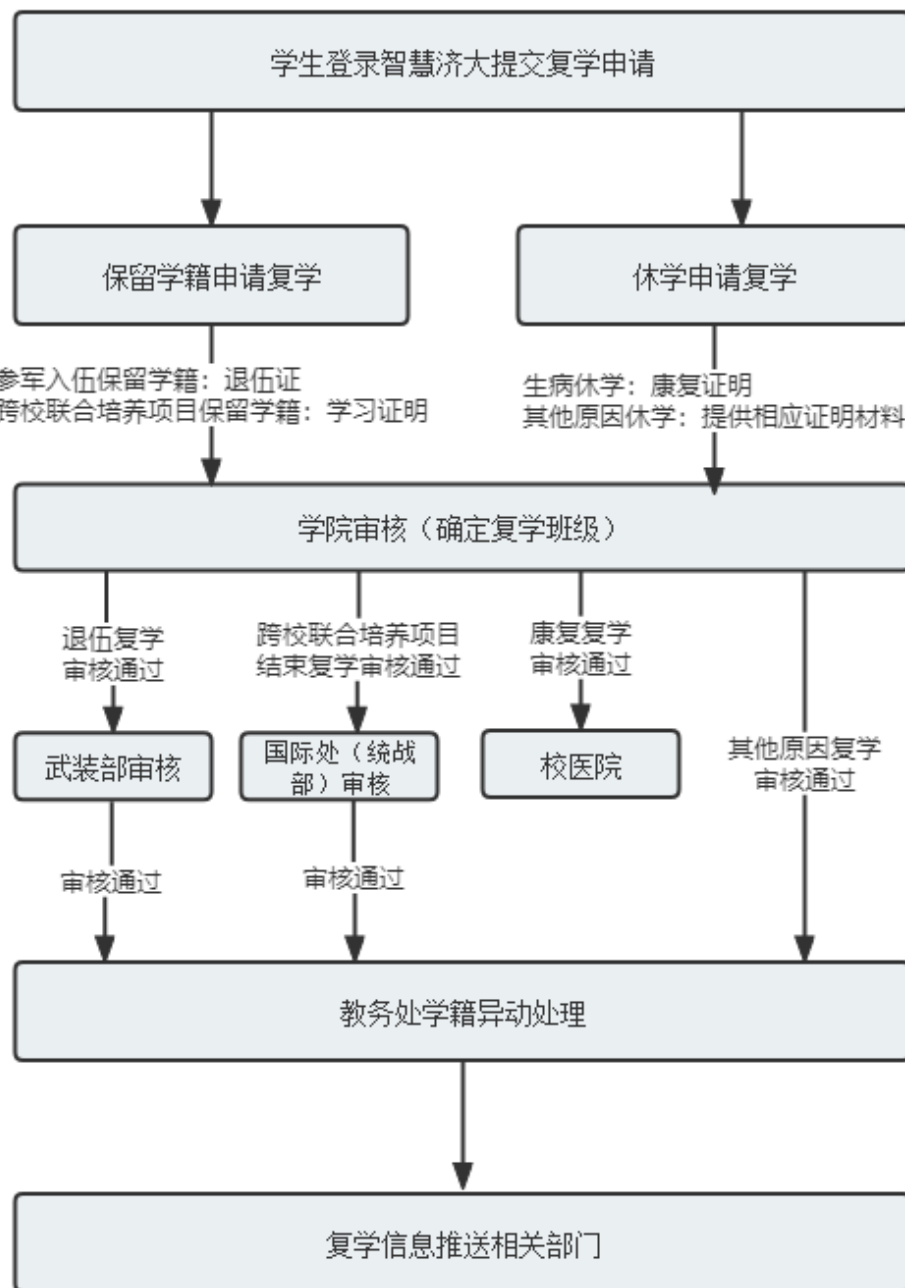 学生登录智慧济大提交复学申请
保留学籍申请复学
休学申请复学
参军入伍保留学籍：退伍证
跨校联合培养项目保留学籍：学习证明
生病休学：康复证明
其他原因休学：提供相应证明材料
学院审核（确定复学班级）
退伍复学
审核通过
跨校联合培养项目
结束复学审核通过
康复复学
审核通过
其他原因复学
审核通过
武装部审核
国际处（统战
部）审核
校医院
审核通过
审核通过
教务处学籍异动处理
复学信息推送相关部门